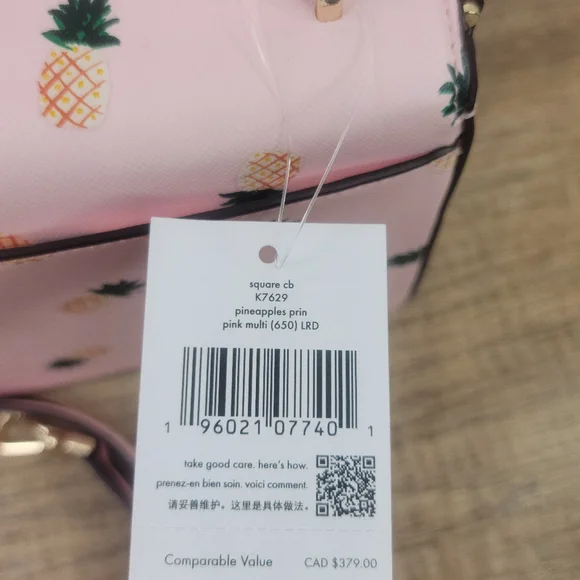 square cb
K7629
pineapples prin
pink multi (650) LRD
1 96021 07740 1
take good care. here's how.
prenez-en bien soin. voici comment.
请妥善维护。这里是具体做法。
Comparable Value CAD $379.00